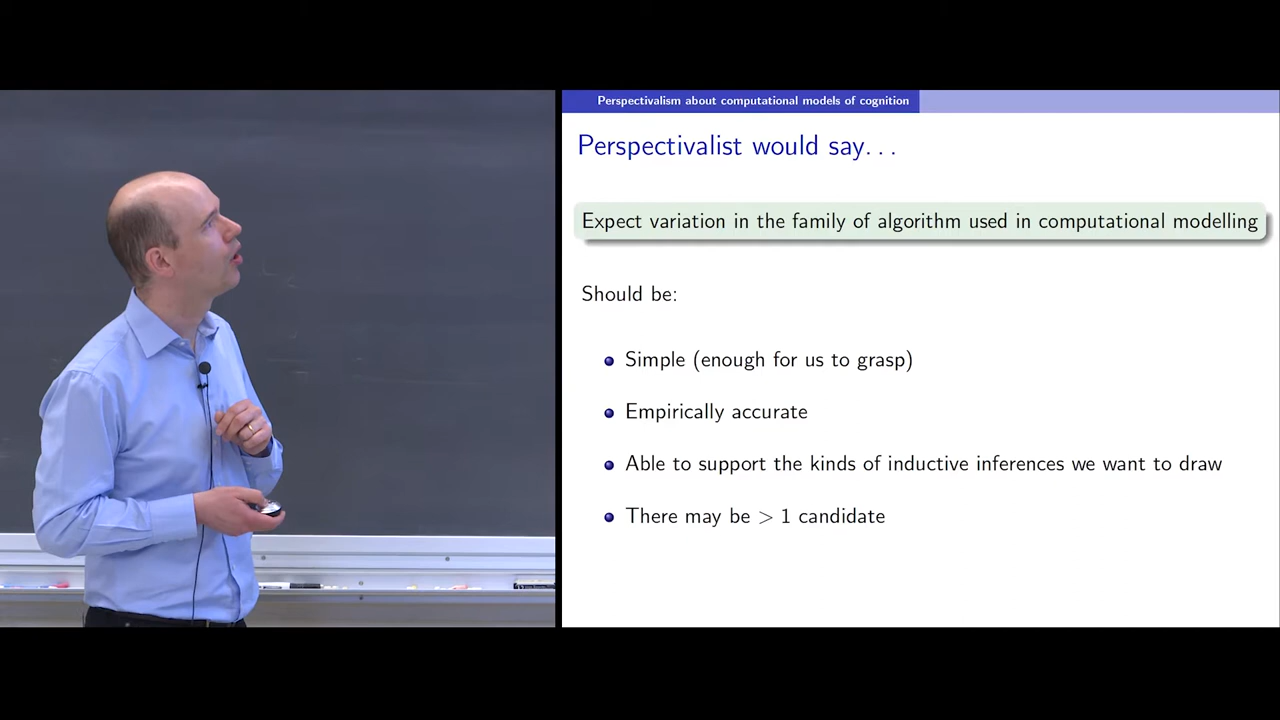 Perspectivalism about computational models of cognition
Perspectivalist would say...
Expect variation in the family of algorithm used in computational modelling
Should be:
Simple (enough for us to grasp)
Empirically accurate
Able to support the kinds of inductive inferences we want to draw
There may be > 1 candidate